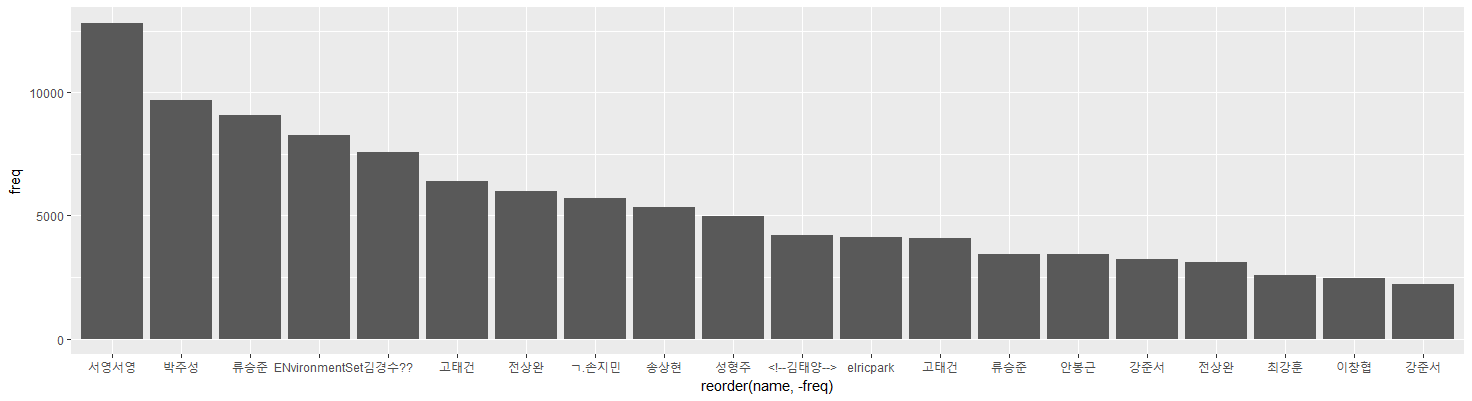 10000
5000
0
freq
서영서영 박주성 류승준 ENvironmentSet김경수?? 고태건 전상완 ㄱ.손지민 송상현 성형주 <!--김태양--> elricpark 고태건 류승준 안봉근 강준서 전상완 최강훈 이창협 강준서
reorder(name, -freq)